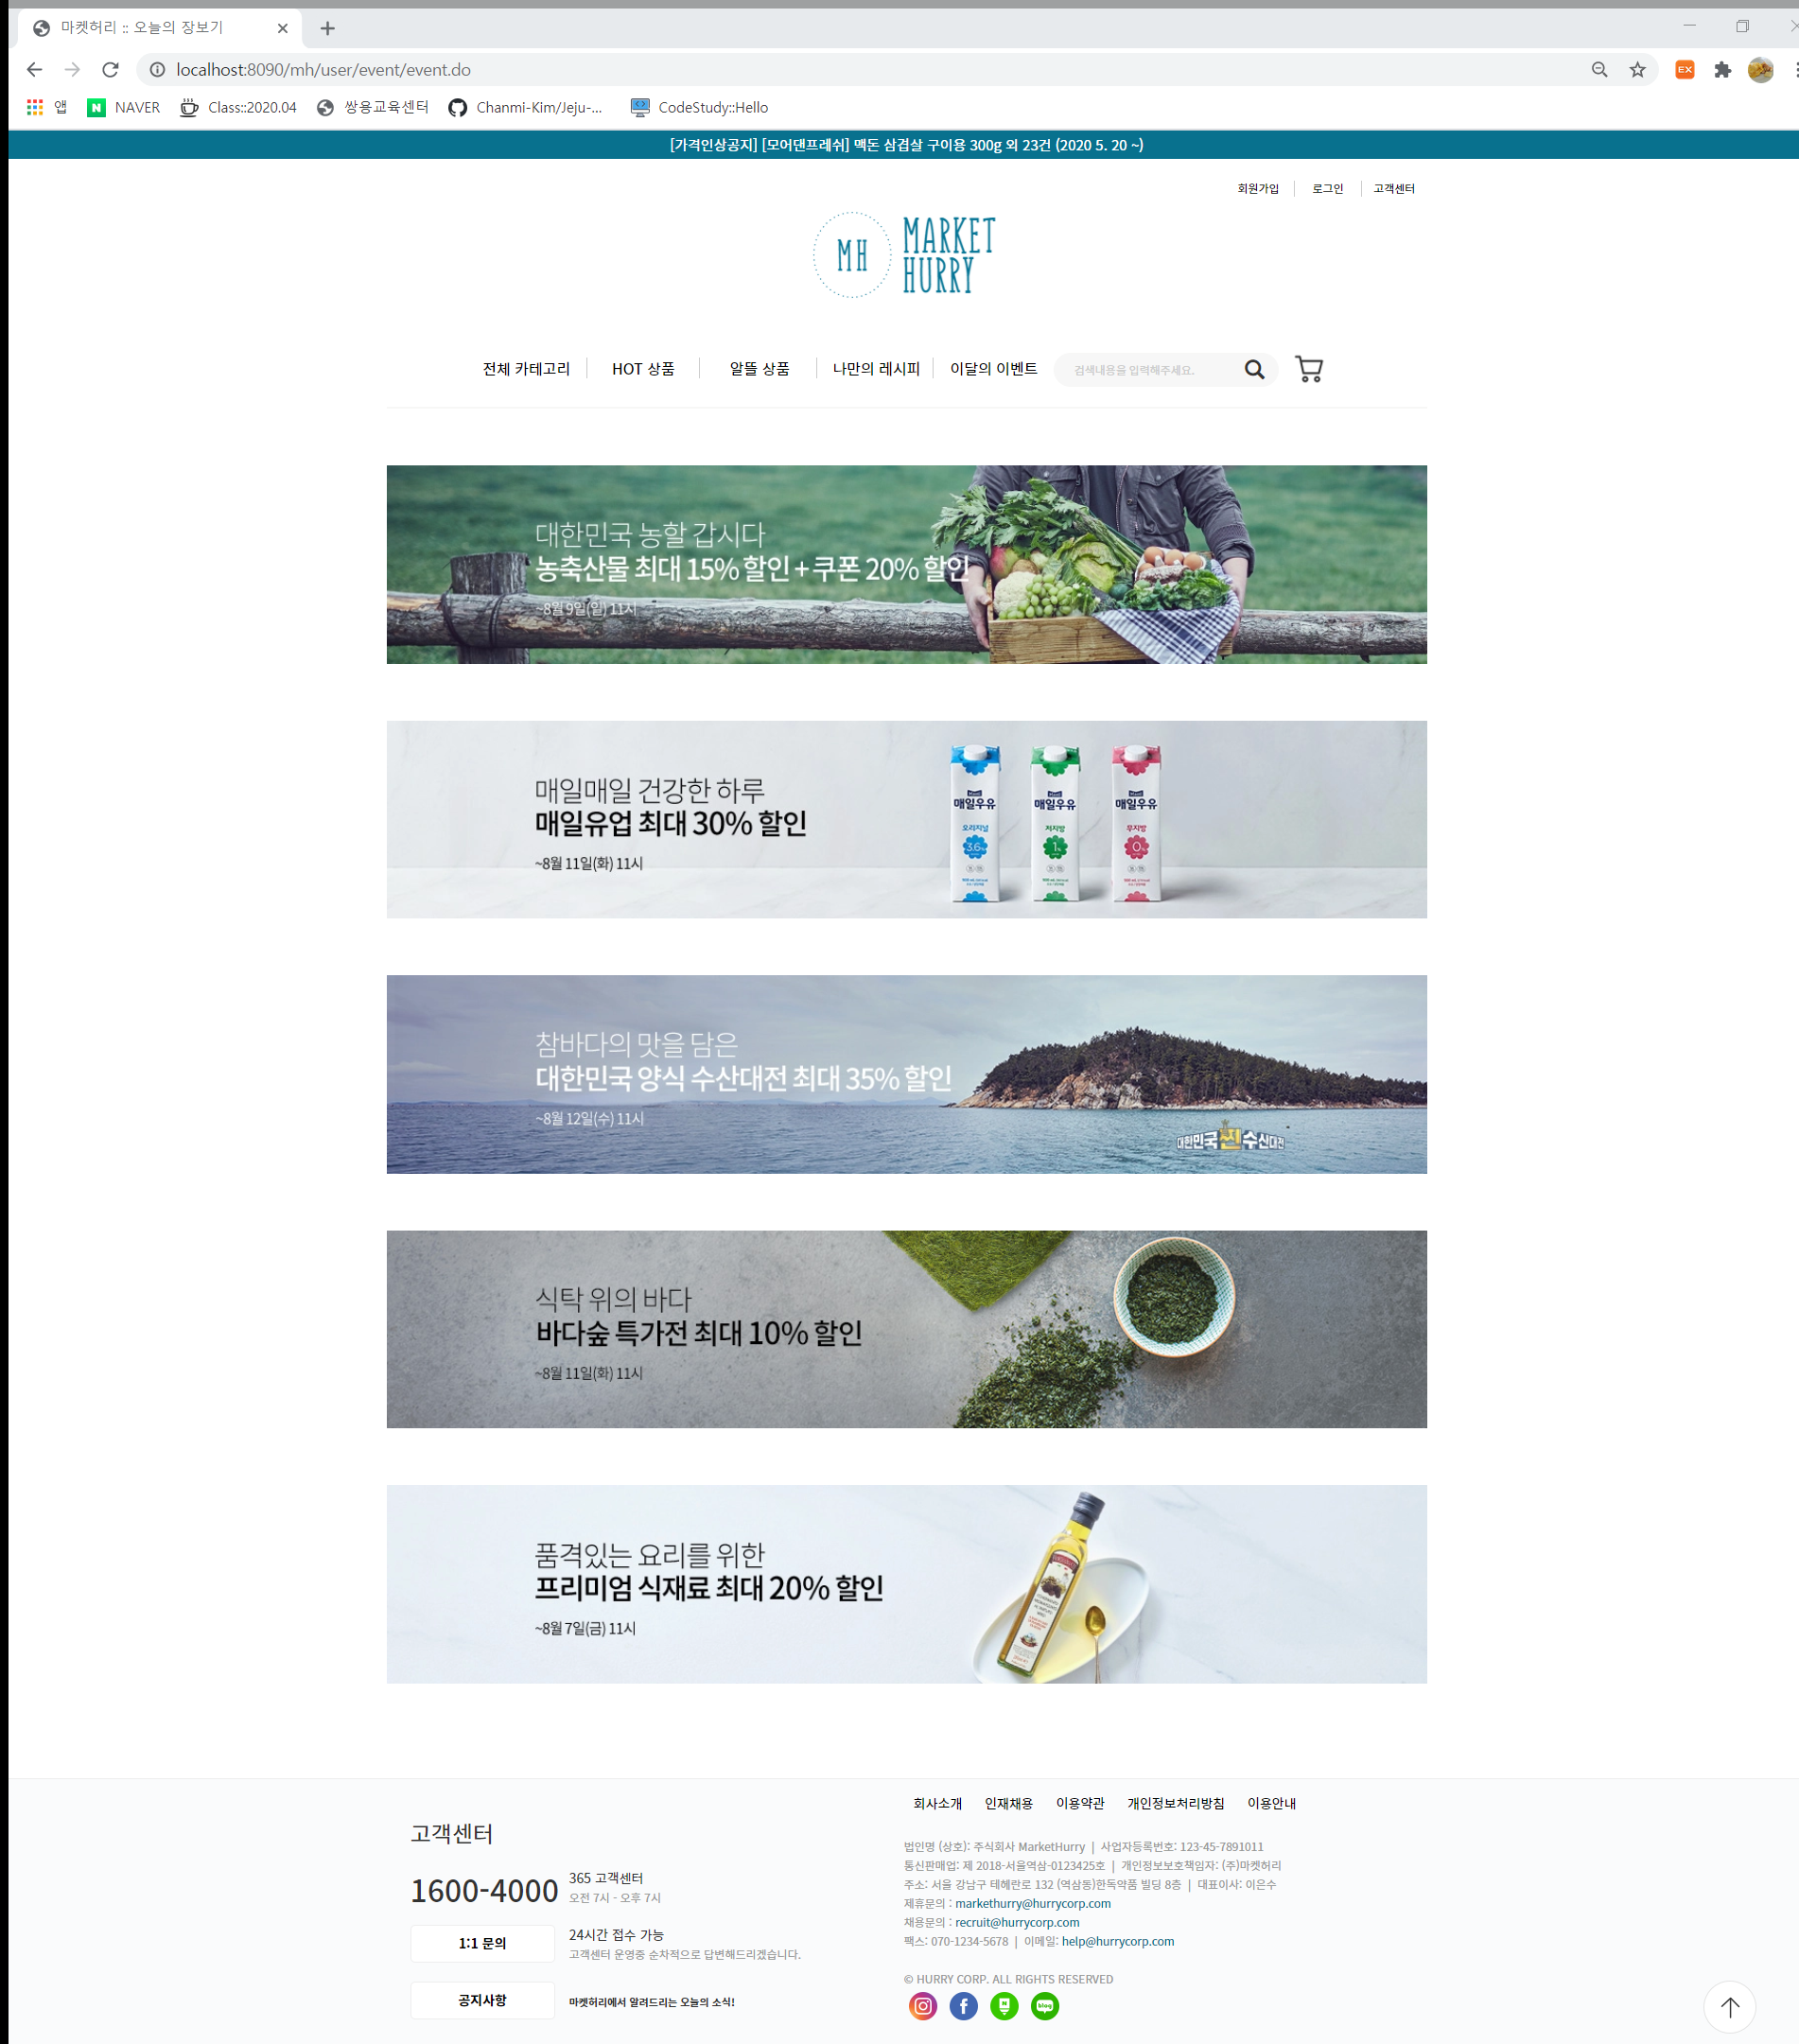 마켓허리 :: 오늘의 장보기
localhost:8090/mh/user/event/event.do
EX
앱
N NAVER
Class::2020.04
쌍용교육센터
Chanmi-Kim/Jeju-...
CodeStudy::Hello
[가격인상공지] [모어댄프레쉬] 맥돈 삼겹살 구이용 300g 외 23건 (2020 5. 20 ~)
회원가입 로그인 고객센터
MH MARKET
HURRY
전체 카테고리 HOT 상품 알뜰 상품 나만의 레시피 이달의 이벤트 검색내용을 입력해주세요.
대한민국 농할 갑시다
농축산물 최대 15% 할인 + 쿠폰 20% 할인
~8월 9일(일) 11시
매일매일 건강한 하루
매일유업 최대 30% 할인
~8월 11일(화) 11시
매일우유 매일우유 매일우유
오리지널 저지방 무지방
3.6% 1% 0%
참바다의 맛을 담은
대한민국 양식 수산대전 최대 35% 할인
~8월 12일(수) 11시
대한민국 찐 수산대전
식탁 위의 바다
바다숲 특가전 최대 10% 할인
~8월 11일(화) 11시
품격있는 요리를 위한
프리미엄 식재료 최대 20% 할인
~8월 7일(금) 11시
회사소개 인재채용 이용약관 개인정보처리방침 이용안내
고객센터
1600-4000
365 고객센터
오전 7시 - 오후 7시
1:1 문의
24시간 접수 가능
고객센터 운영중 순차적으로 답변해드리겠습니다.
공지사항
마켓허리에서 알려드리는 오늘의 소식!
법인명 (상호): 주식회사 MarketHurry | 사업자등록번호: 123-45-7891011
통신판매업: 제 2018-서울역삼-0123425호 | 개인정보보호책임자: (주)마켓허리
주소: 서울 강남구 테헤란로 132 (역삼동)한독약품 빌딩 8층 | 대표이사: 이은수
제휴문의 : markethurry@hurrycorp.com
채용문의 : recruit@hurrycorp.com
팩스: 070-1234-5678 | 이메일: help@hurrycorp.com
© HURRY CORP. ALL RIGHTS RESERVED
blog